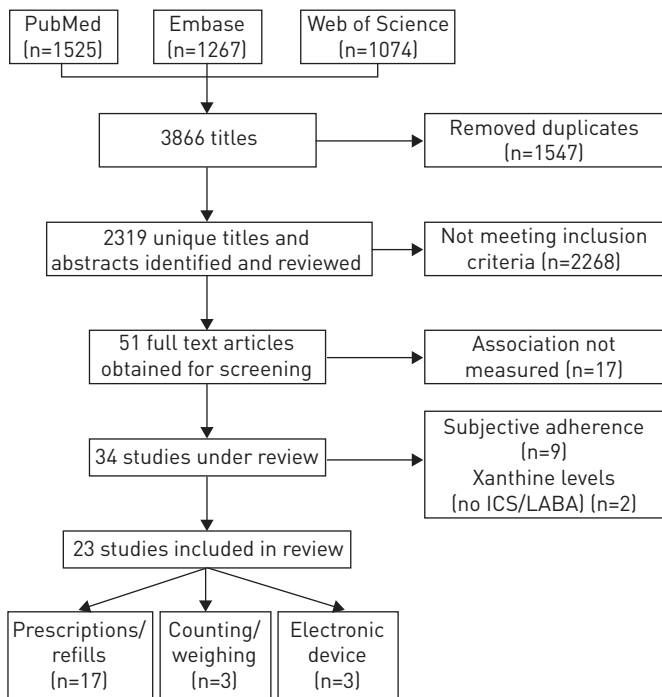 PubMed
(n=1525)
Embase
(n=1267)
Web of Science
(n=1074)
3866 titles
Removed duplicates
(n=1547)
2319 unique titles and
abstracts identified and reviewed
Not meeting inclusion
criteria (n=2268)
51 full text articles
obtained for screening
Association not
measured (n=17)
34 studies under review
Subjective adherence
(n=9)
Xanthine levels
(no ICS/LABA) (n=2)
23 studies included in review
Prescriptions/
refills
(n=17)
Counting/
weighing
(n=3)
Electronic
device
(n=3)